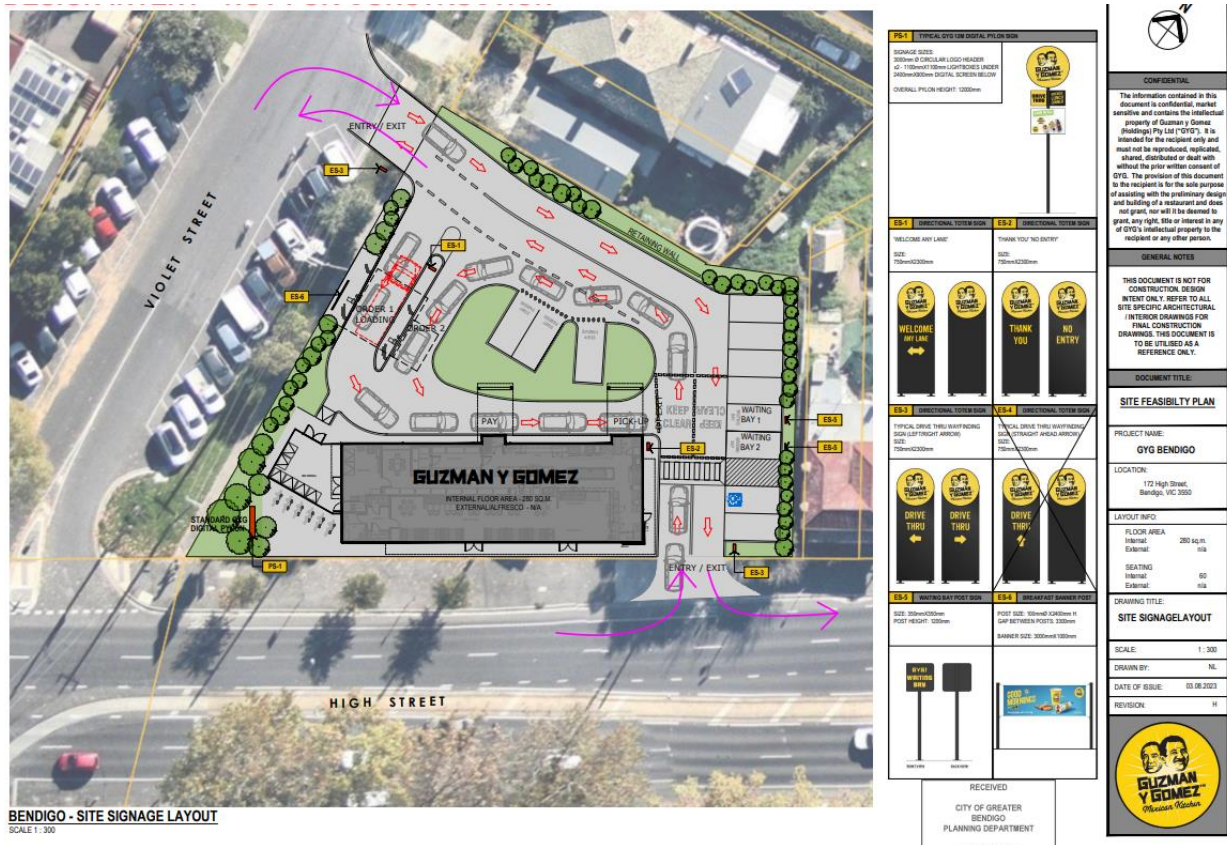 ENTRY / EXIT
ES-3
VIOLET STREET
ES-1
RETAINING WALL
ES-6
ORDER 1
LOADING
ORDER 2
PAY
PICK-UP
KEEP
CLEAR
KEEP
CLEAR
WAITING
BAY 1
WAITING
BAY 2
ES-5
ES-5
ES-2
GUZMAN Y GOMEZ
INTERNAL FLOOR AREA - 280 SQ.M
EXTERNAL/ALFRESCO - N/A
STANDARD GYG
DIGITAL PYLON
PS-1
ENTRY / EXIT
ES-3
HIGH STREET
BENDIGO - SITE SIGNAGE LAYOUT
SCALE 1 : 300
PS-1 TYPICAL GYG 12M DIGITAL PYLON SIGN
SIGNAGE SIZES:
3000mm Ø CIRCULAR LOGO HEADER
x2 - 1100mmX1100mm LIGHTBOXES UNDER
2400mmX900mm DIGITAL SCREEN BELOW
OVERALL PYLON HEIGHT: 12000mm
GUZMAN
Y GOMEZ
ES-1 DIRECTIONAL TOTEM SIGN
'WELCOME ANY LANE'
SIZE:
750mmX2300mm
WELCOME
ANY LANE
ES-2 DIRECTIONAL TOTEM SIGN
THANK YOU' 'NO ENTRY'
SIZE:
750mmX2300mm
THANK
YOU
NO
ENTRY
ES-3 DIRECTIONAL TOTEM SIGN
TYPICAL DRIVE THRU WAYFINDING
SIGN (LEFT/RIGHT ARROW)
SIZE:
750mmX2300mm
DRIVE
THRU
DRIVE
THRU
ES-4 DIRECTIONAL TOTEM SIGN
TYPICAL DRIVE THRU WAYFINDING
SIGN (STRAIGHT AHEAD ARROW)
SIZE:
750mmX2300mm
DRIVE
THRU
ES-5 WAITING BAY POST SIGN
SIZE: 350mmX350mm
POST HEIGHT: 1200mm
GYG!
WAITING
BAY
FRONT VIEW
BACK VIEW
ES-6 BREAKFAST BANNER POST
POST SIZE: 100mmØ X2400mm H
GAP BETWEEN POSTS: 3300mm
BANNER SIZE: 3000mmX1000mm
GOOD
MORNINGS
RECEIVED
CITY OF GREATER
BENDIGO
PLANNING DEPARTMENT
N
CONFIDENTIAL
The information contained in this
document is confidential, market
sensitive and contains the intellectual
property of Guzman y Gomez
(Holdings) Pty Ltd ("GYG"). It is
intended for the recipient only and
must not be reproduced, replicated,
shared, distributed or dealt with
without the prior written consent of
GYG. The provision of this document
to the recipient is for the sole purpose
of assisting with the preliminary design
and building of a restaurant and does
not grant, nor will it be deemed to
grant, any right, title or interest in any
of GYG's intellectual property to the
recipient or any other person.
GENERAL NOTES
THIS DOCUMENT IS NOT FOR
CONSTRUCTION. DESIGN
INTENT ONLY. REFER TO ALL
SITE SPECIFIC ARCHITECTURAL
/ INTERIOR DRAWINGS FOR
FINAL CONSTRUCTION
DRAWINGS. THIS DOCUMENT IS
TO BE UTILISED AS A
REFERENCE ONLY.
DOCUMENT TITLE:
SITE FEASIBILTY PLAN
PROJECT NAME:
GYG BENDIGO
LOCATION:
172 High Street,
Bendigo, VIC 3550
LAYOUT INFO:
FLOOR AREA
Internal: 280 sq.m.
External: n/a
SEATING
Internal: 60
External: n/a
DRAWING TITLE:
SITE SIGNAGELAYOUT
SCALE: 1 : 300
DRAWN BY: NL
DATE OF ISSUE: 03.08.2023
REVISION: H
GUZMAN
Y GOMEZ
Mexican Kitchen